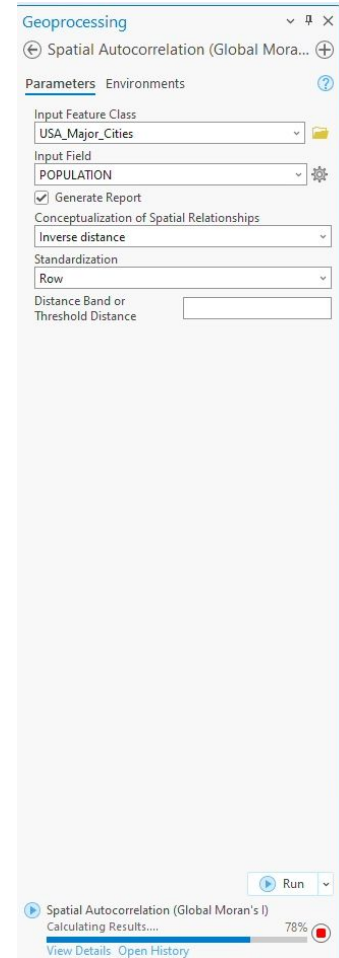 Geoprocessing
Spatial Autocorrelation (Global Mora...
Parameters Environments
Input Feature Class
USA_Major_Cities
Input Field
POPULATION
Generate Report
Conceptualization of Spatial Relationships
Inverse distance
Standardization
Row
Distance Band or
Threshold Distance
Run
Spatial Autocorrelation (Global Moran's I)
Calculating Results.... 78%
View Details Open History